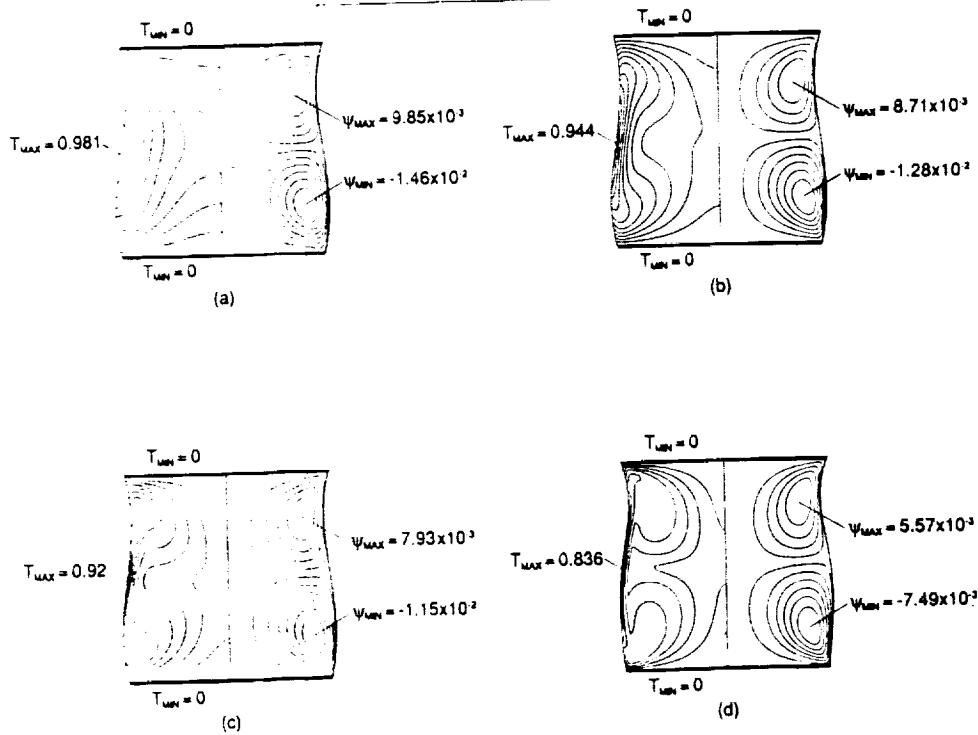 T_MIN = 0
T_MAX = 0.981
Ψ_MAX = 9.85x10⁻³
Ψ_MIN = -1.46x10⁻²
T_MIN = 0
(a)
T_MIN = 0
T_MAX = 0.944
Ψ_MAX = 8.71x10⁻³
Ψ_MIN = -1.28x10⁻²
T_MIN = 0
(b)
T_MIN = 0
T_MAX = 0.92
Ψ_MAX = 7.93x10⁻³
Ψ_MIN = -1.15x10⁻²
T_MIN = 0
(c)
T_MIN = 0
T_MAX = 0.836
Ψ_MAX = 5.57x10⁻³
Ψ_MIN = -7.49x10⁻³
T_MIN = 0
(d)